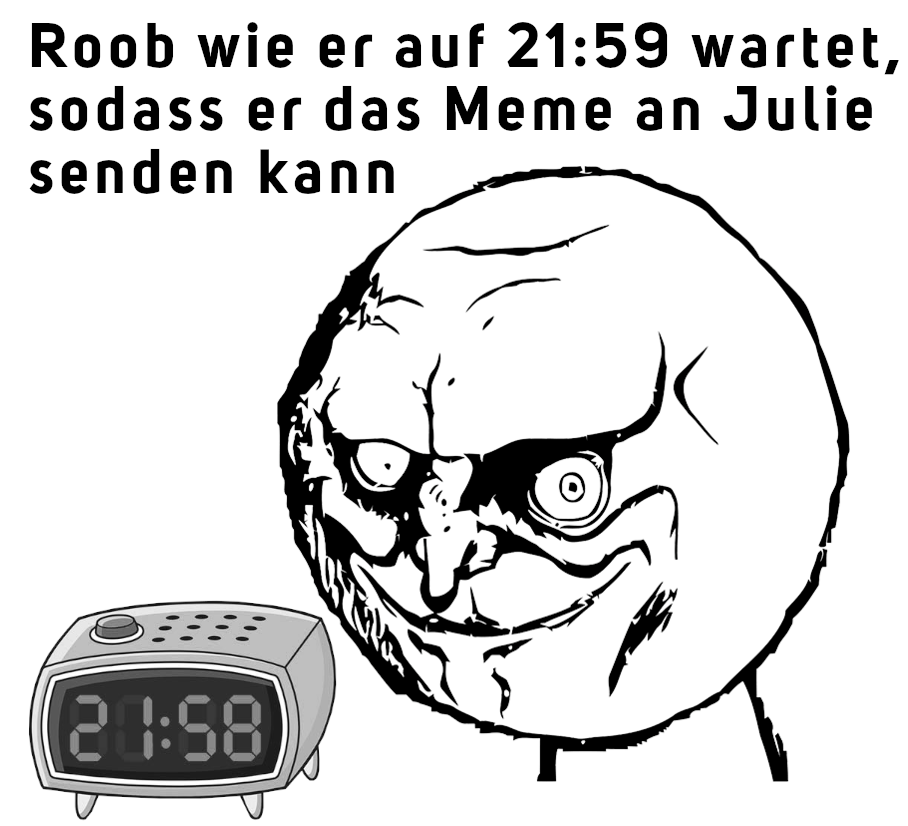 Roob wie er auf 21:59 wartet,
sodass er das Meme an Julie
senden kann
21:58